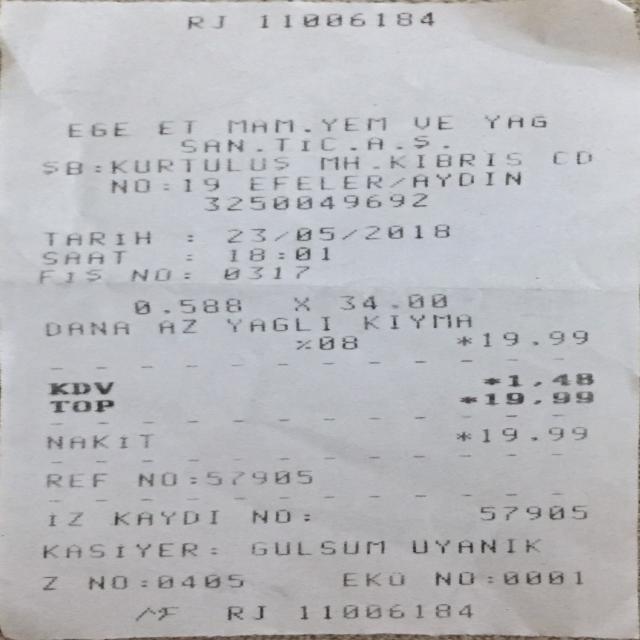 RJ 11006184
EGE ET MAM.YEM VE YAG
SAN.TIC.A.Ş.
ŞB:KURTULUS MH.KIBRIS CD
NO:19 EFELER/AYDIN
3250049692
TARIH : 23/05/2018
SAAT : 18:01
FIS NO: 0317
0.588 X 34.00
DANA AZ YAGLI KIYMA
%08 *19.99
KDV *1,48
TOP *19,99
NAKIT *19.99
REF NO:57905
IZ KAYDI NO: 57905
KASIYER: GULSUM UYANIK
Z NO:0405 EKU NO:0001
MF RJ 11006184